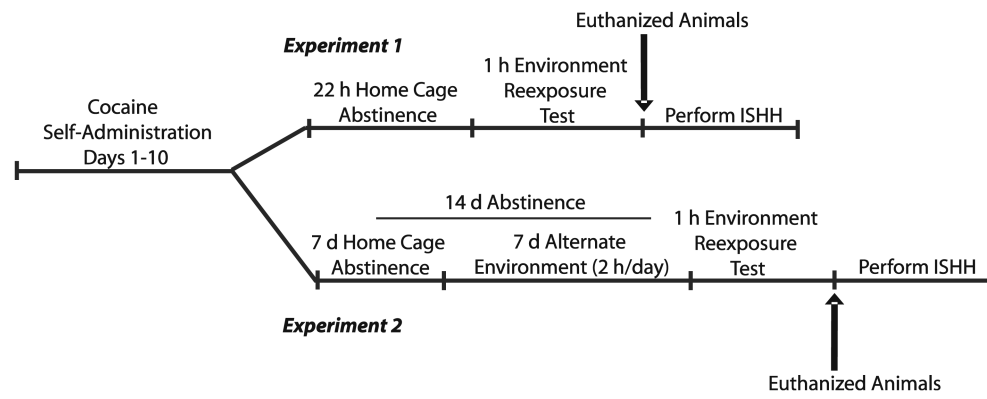 Euthanized Animals
Experiment 1
1 h Environment
Reexposure
Test
22 h Home Cage
Abstinence
Perform ISHH
Cocaine
Self-Administration
Days 1-10
14 d Abstinence
7 d Home Cage
Abstinence
7 d Alternate
Environment (2 h/day)
1 h Environment
Reexposure
Test
Perform ISHH
Experiment 2
Euthanized Animals